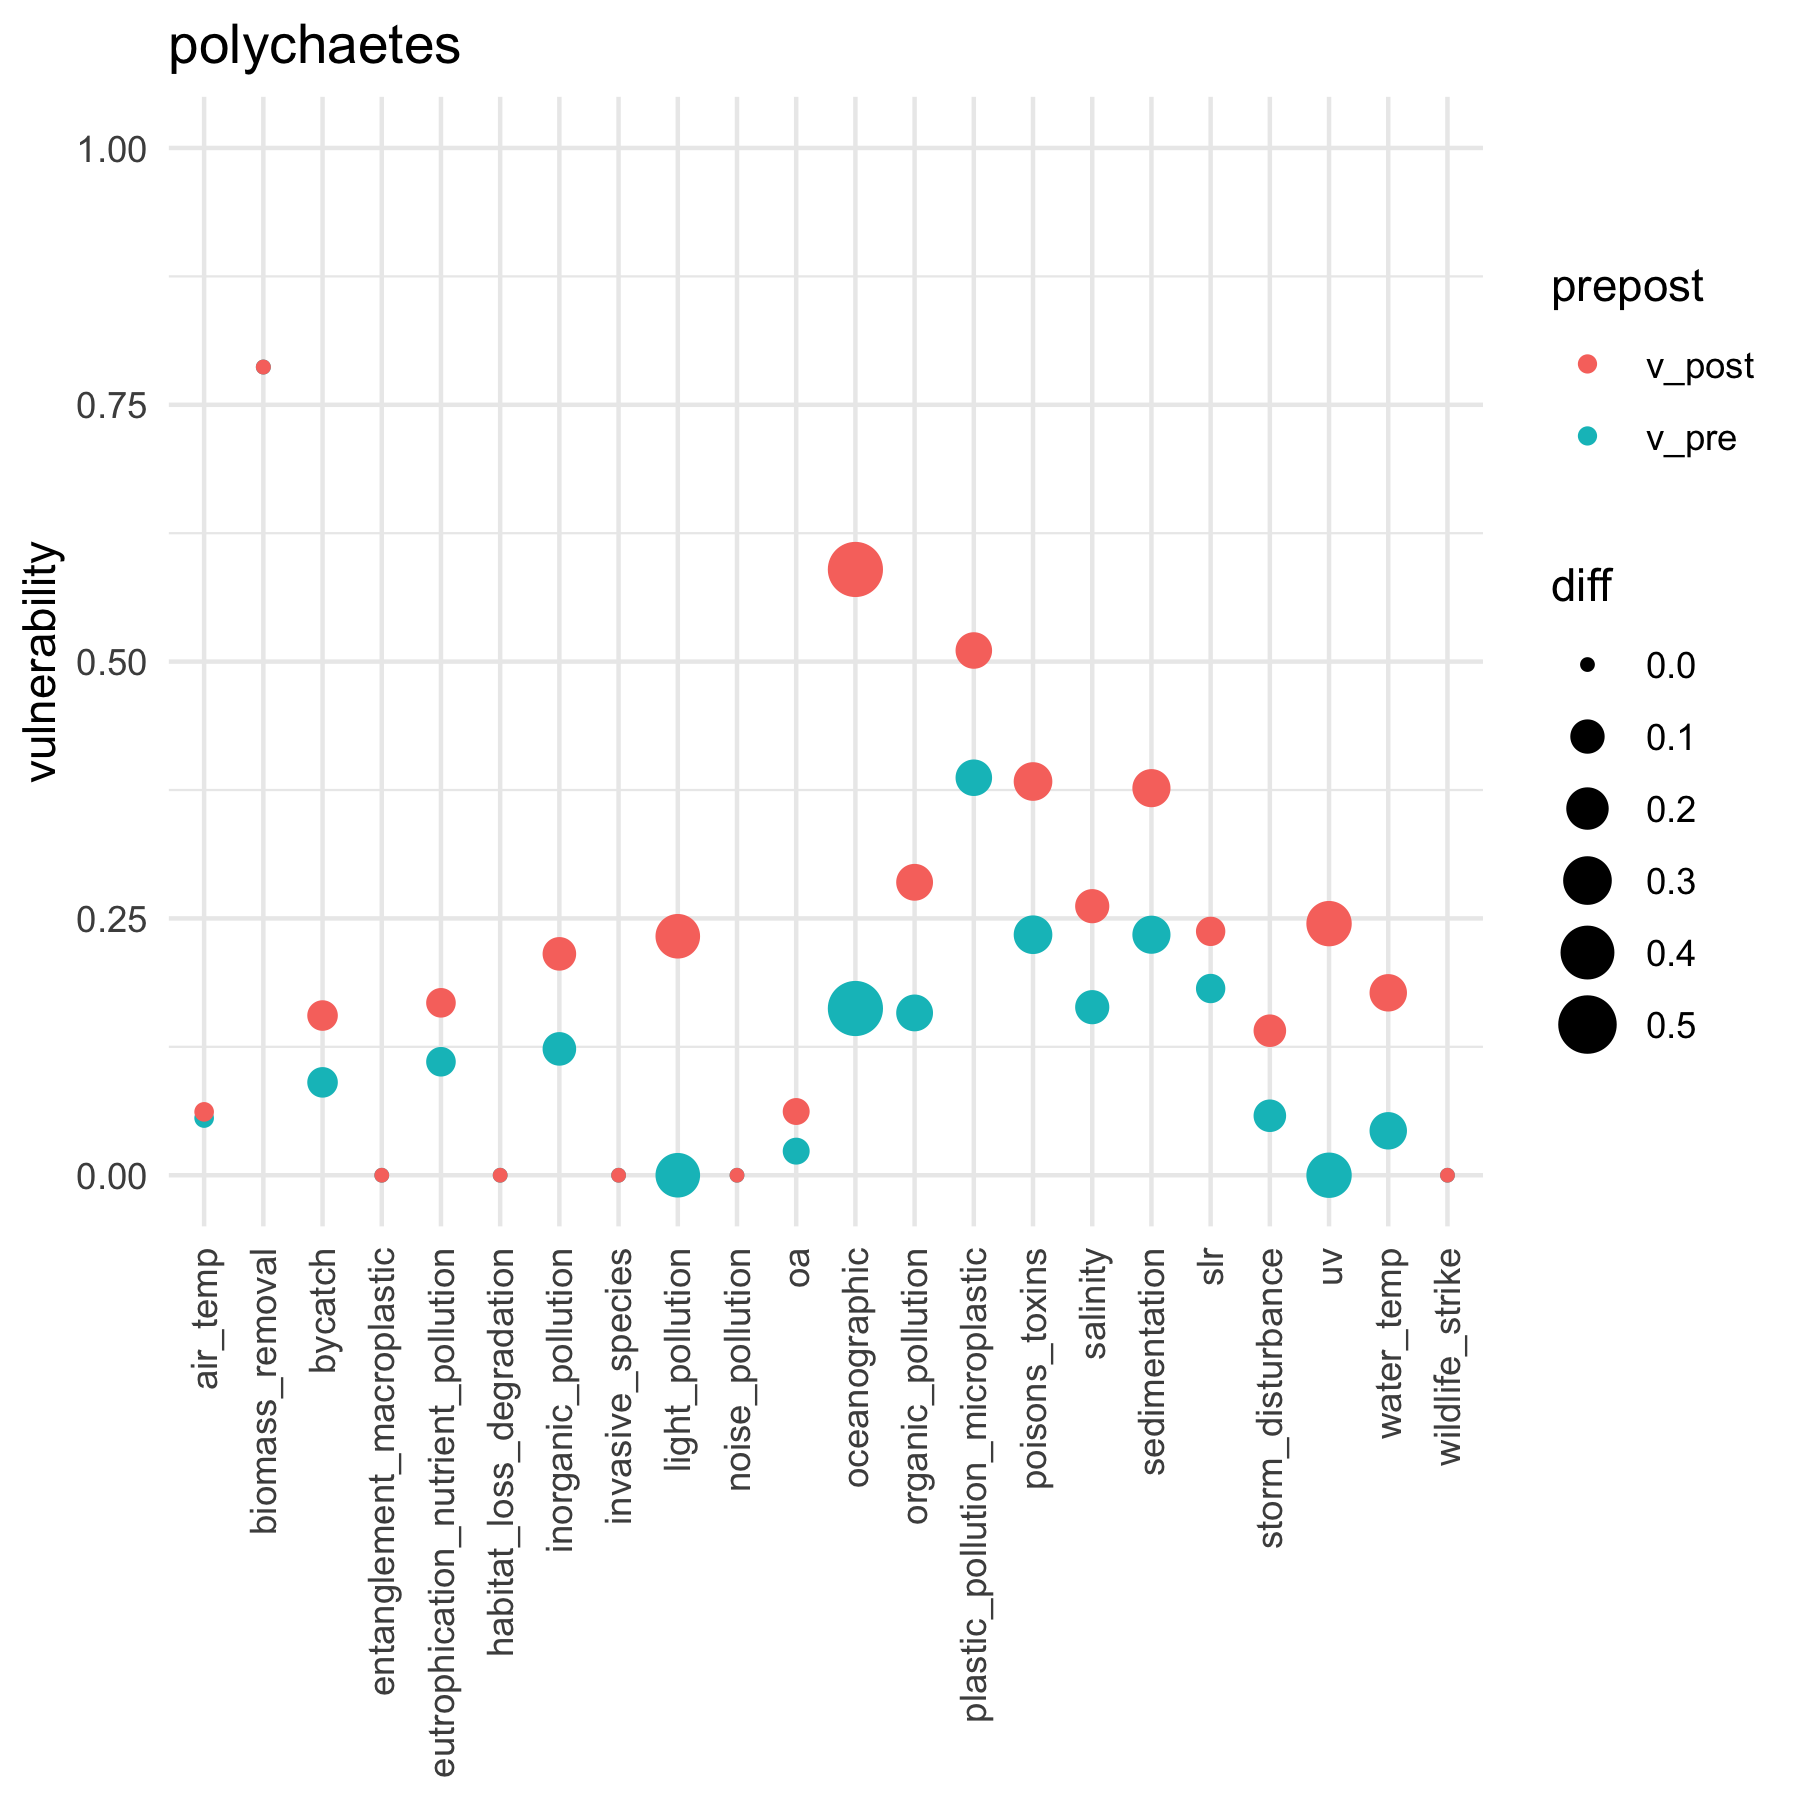 polychaetes
1.00
0.75
0.50
0.25
0.00
vulnerability
air_temp
biomass_removal
bycatch
entanglement_macroplastic
eutrophication_nutrient_pollution
habitat_loss_degradation
inorganic_pollution
invasive_species
light_pollution
noise_pollution
oa
oceanographic
organic_pollution
plastic_pollution_microplastic
poisons_toxins
salinity
sedimentation
slr
storm_disturbance
uv
water_temp
wildlife_strike
prepost
v_post
v_pre
diff
0.0
0.1
0.2
0.3
0.4
0.5